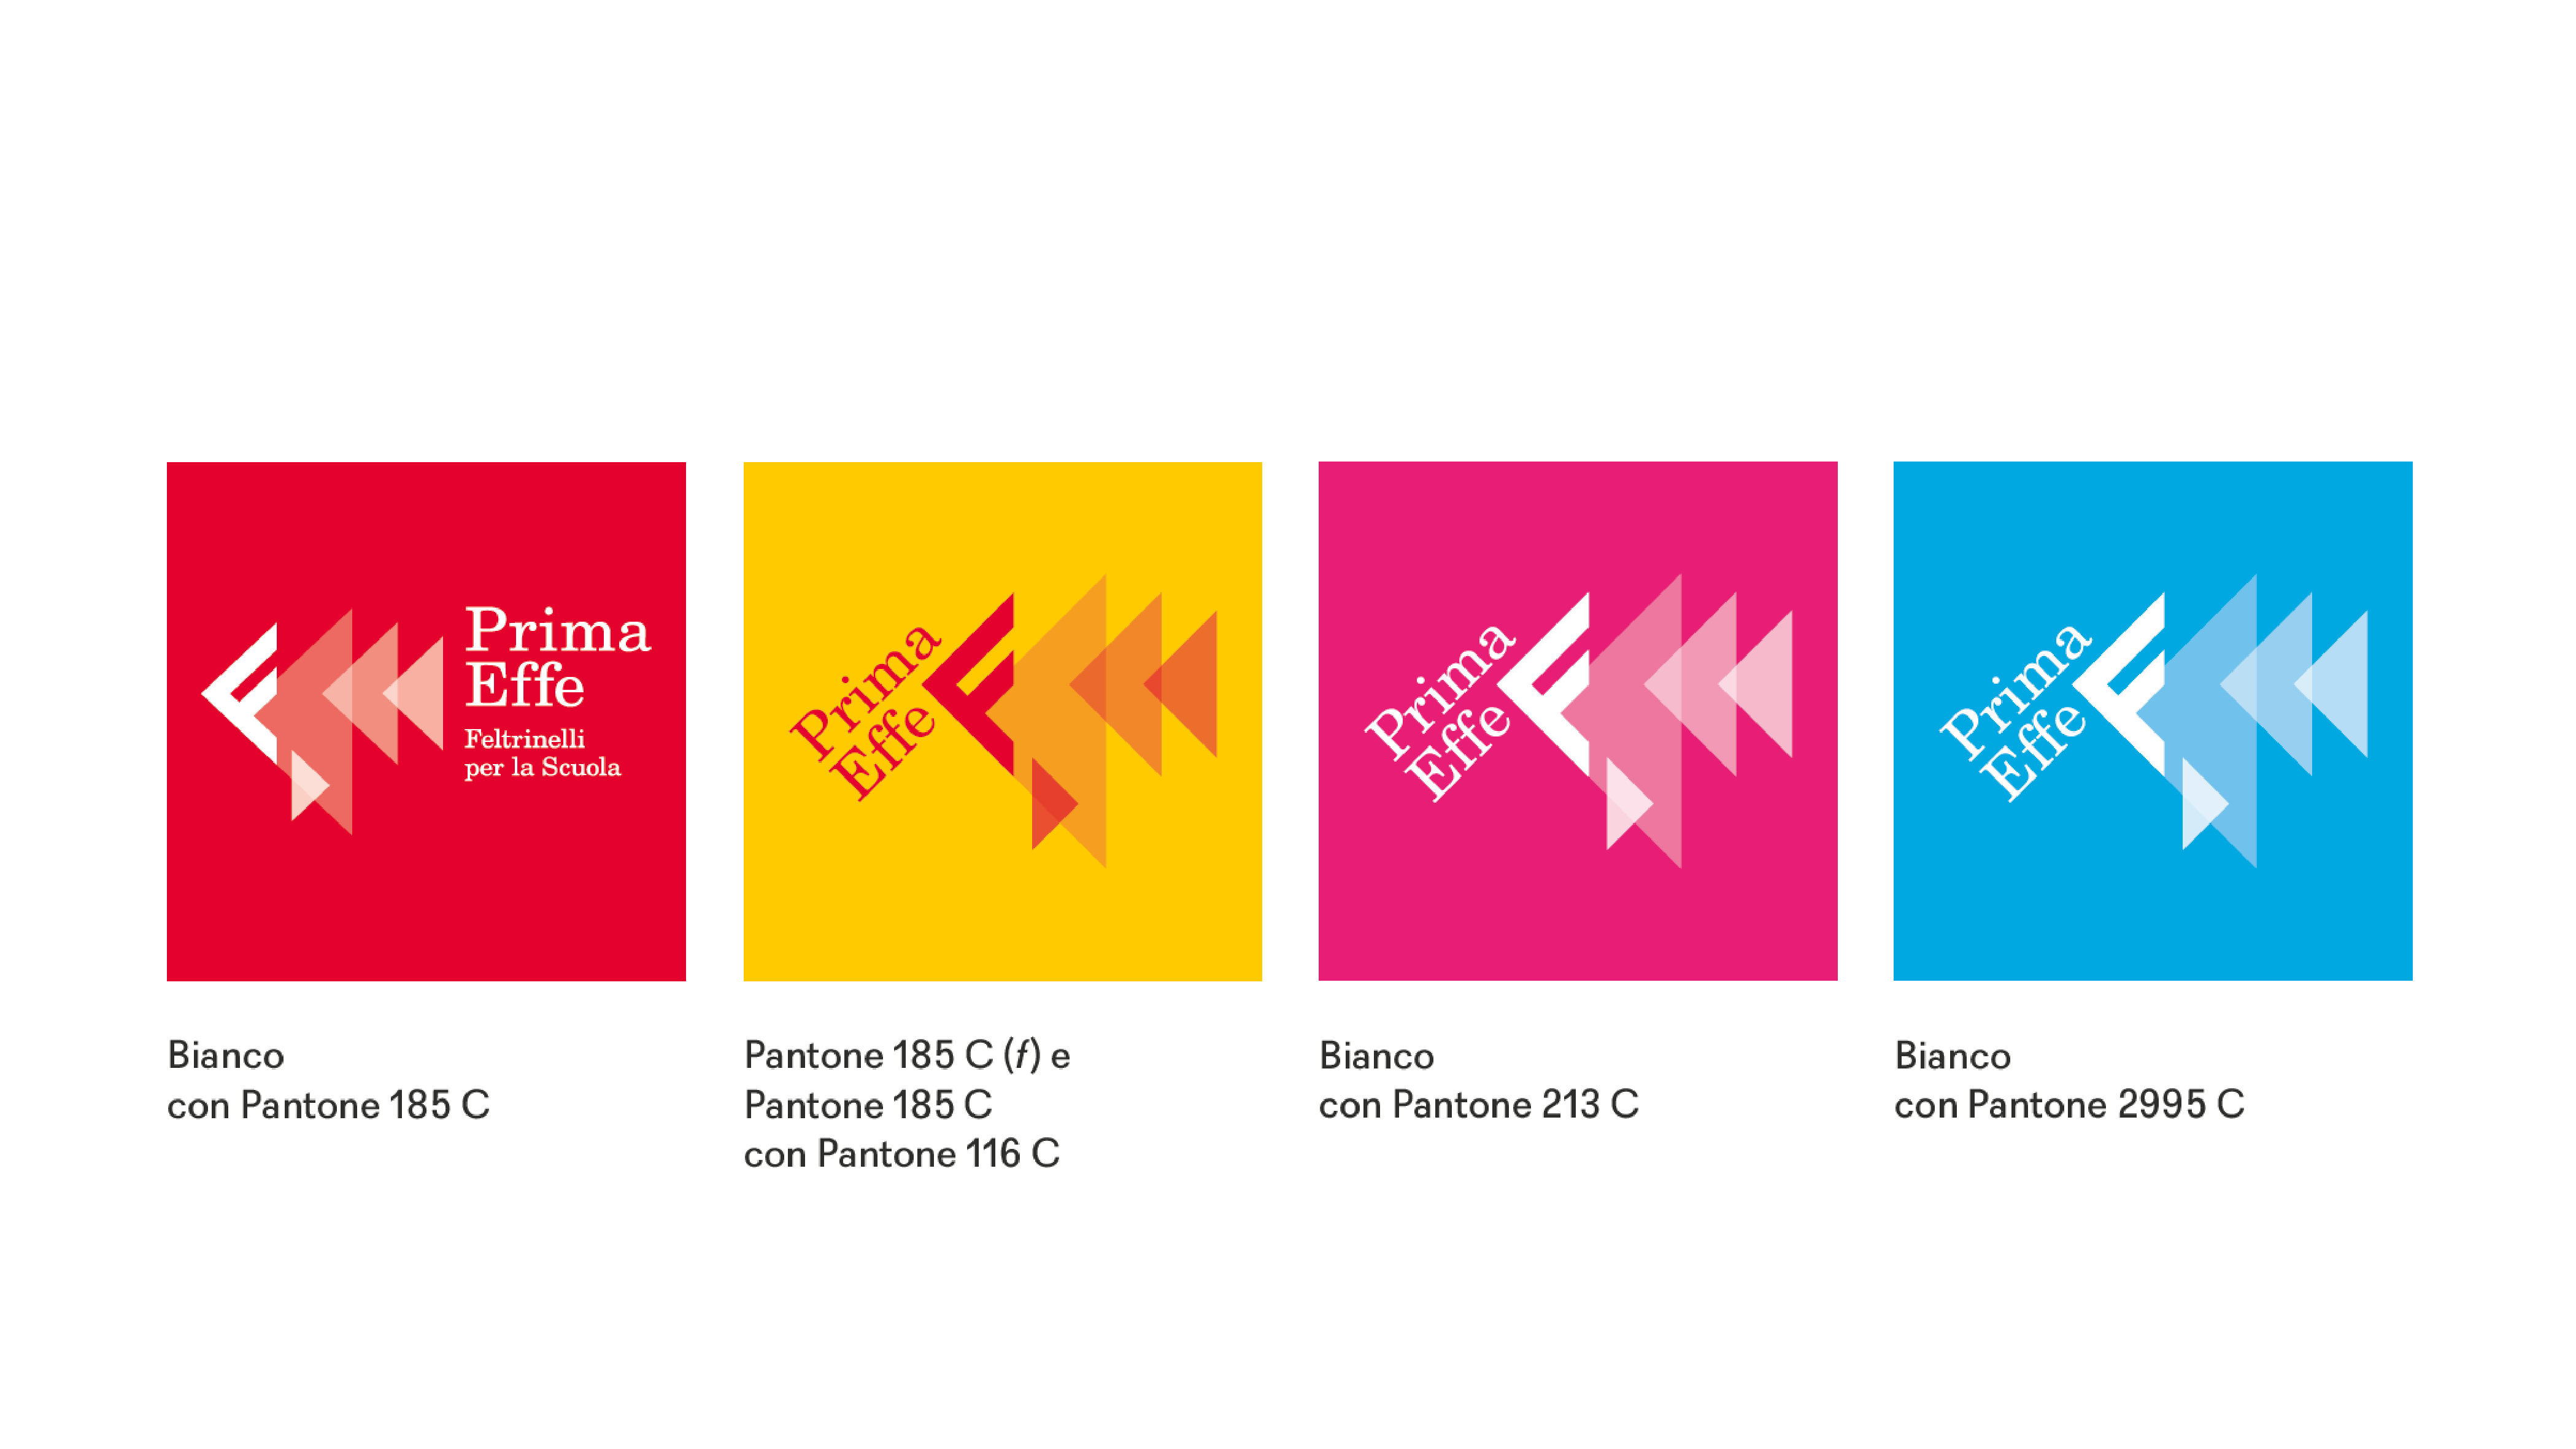 Prima
Effe
Feltrinelli
per la Scuola
Bianco
con Pantone 185 C
Prima
Effe
Pantone 185 C (f) e
Pantone 185 C
con Pantone 116 C
Prima
Effe
Bianco
con Pantone 213 C
Prima
Effe
Bianco
con Pantone 2995 C